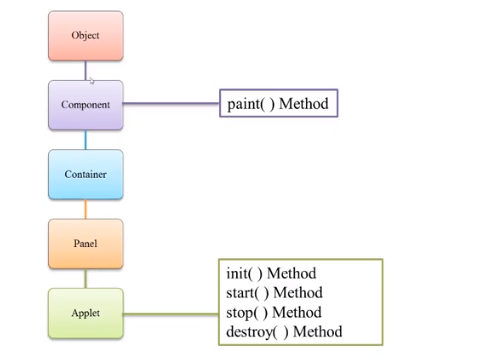 Object
Component
paint( ) Method
Container
Panel
Applet
init( ) Method
start( ) Method
stop( ) Method
destroy( ) Method